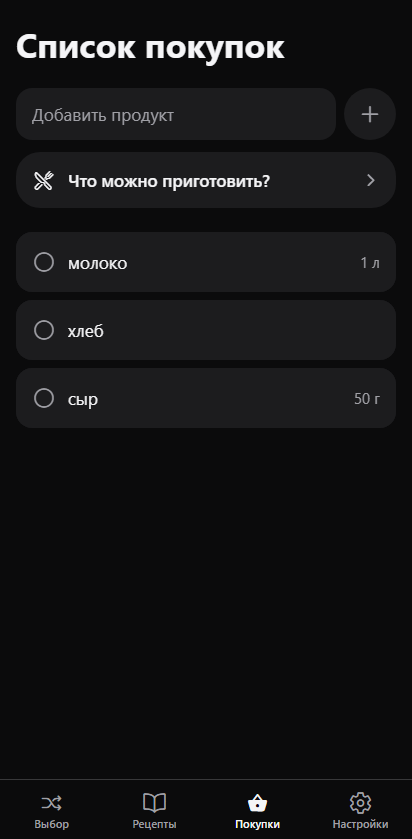 Список покупок
Добавить продукт
Что можно приготовить?
молоко 1 л
хлеб
сыр 50 г
Выбор Рецепты Покупки Настройки